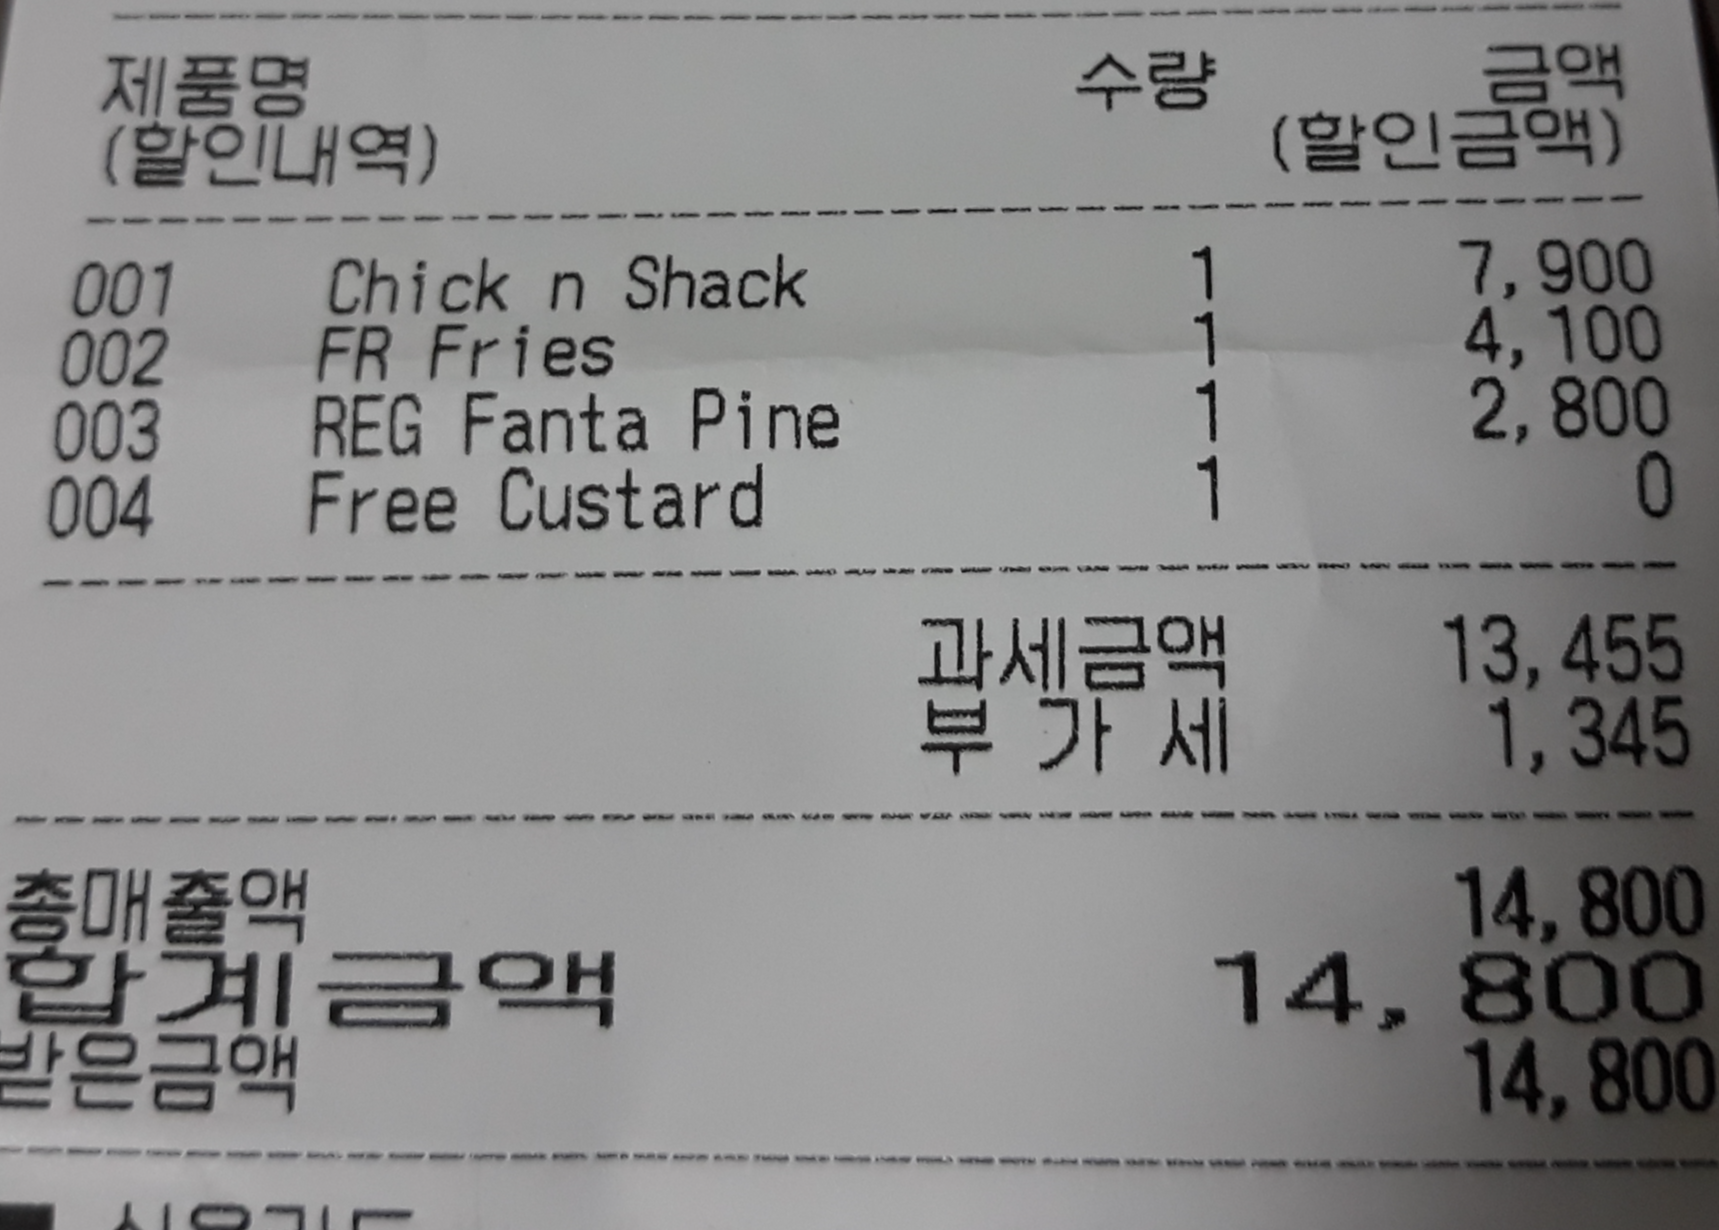 제품명 수량 금액
(할인내역) (할인금액)
001 Chick n Shack 1 7,900
002 FR Fries 1 4,100
003 REG Fanta Pine 1 2,800
004 Free Custard 1 0
과세금액 13,455
부 가 세 1,345
총매출액 14,800
합계금액 14,800
받은금액 14,800